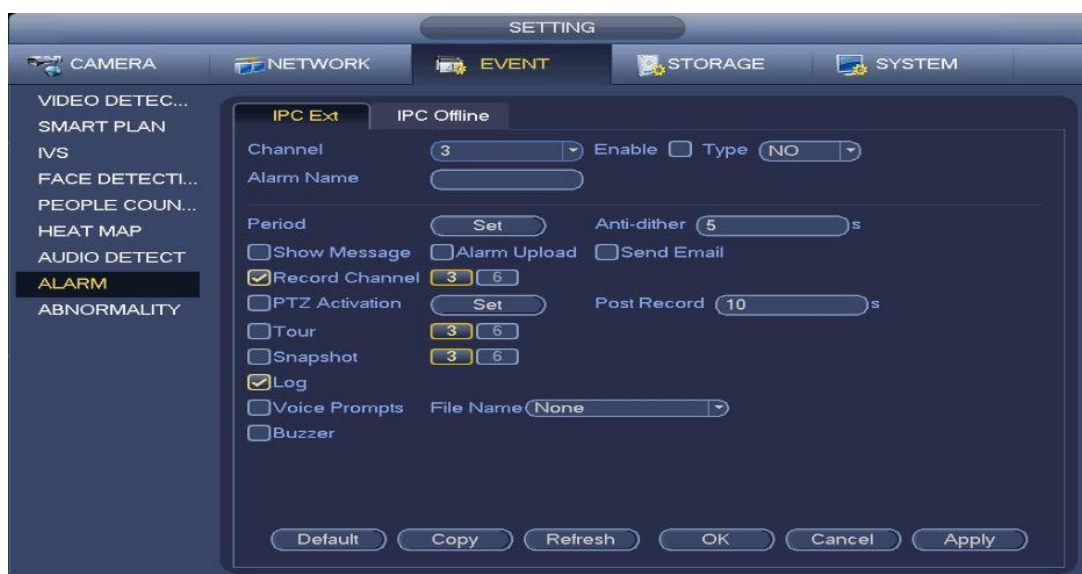 SETTING
CAMERA NETWORK EVENT STORAGE SYSTEM
VIDEO DETEC...
SMART PLAN
IVS
FACE DETECTI...
PEOPLE COUN...
HEAT MAP
AUDIO DETECT
ALARM
ABNORMALITY
IPC Ext IPC Offline
Channel 3 Enable Type NO
Alarm Name
Period Set Anti-dither 5 s
Show Message Alarm Upload Send Email
Record Channel 3 6
PTZ Activation Set Post Record 10 s
Tour 3 6
Snapshot 3 6
Log
Voice Prompts File Name None
Buzzer
Default Copy Refresh OK Cancel Apply